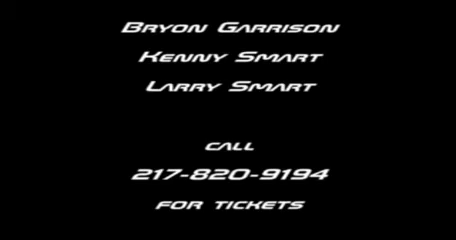 Bryon Garrison
Kenny Smart
Larry Smart
call
217-820-9194
for tickets